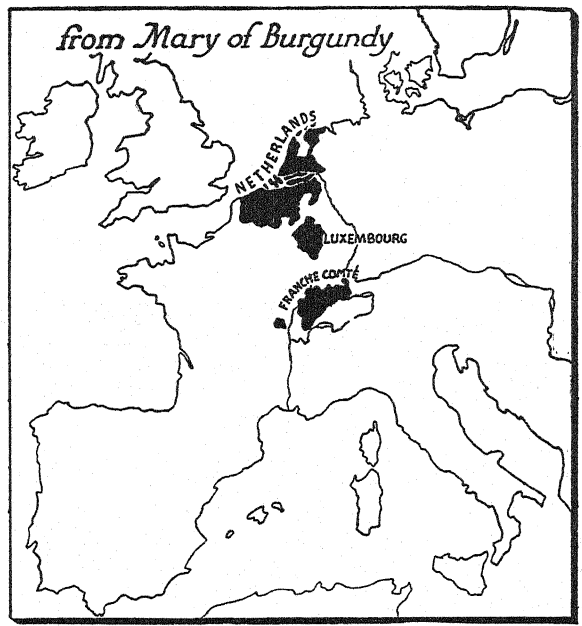 from Mary of Burgundy
NETHERLANDS
LUXEMBOURG
FRANCHE COMTÉ